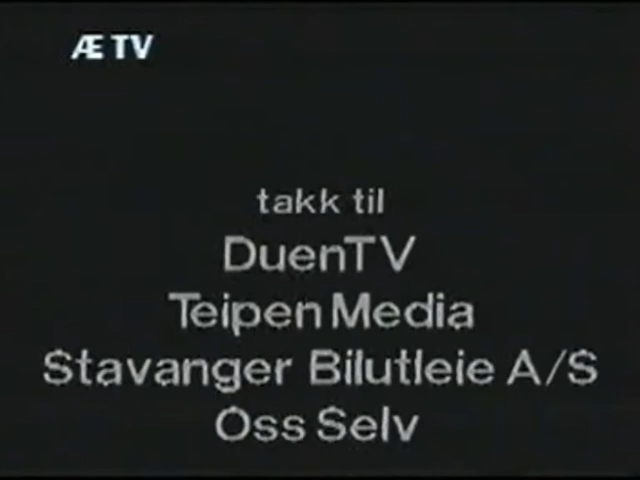 ÆTV
takk til
DuenTV
Teipen Media
Stavanger Bilutleie A/S
Oss Selv